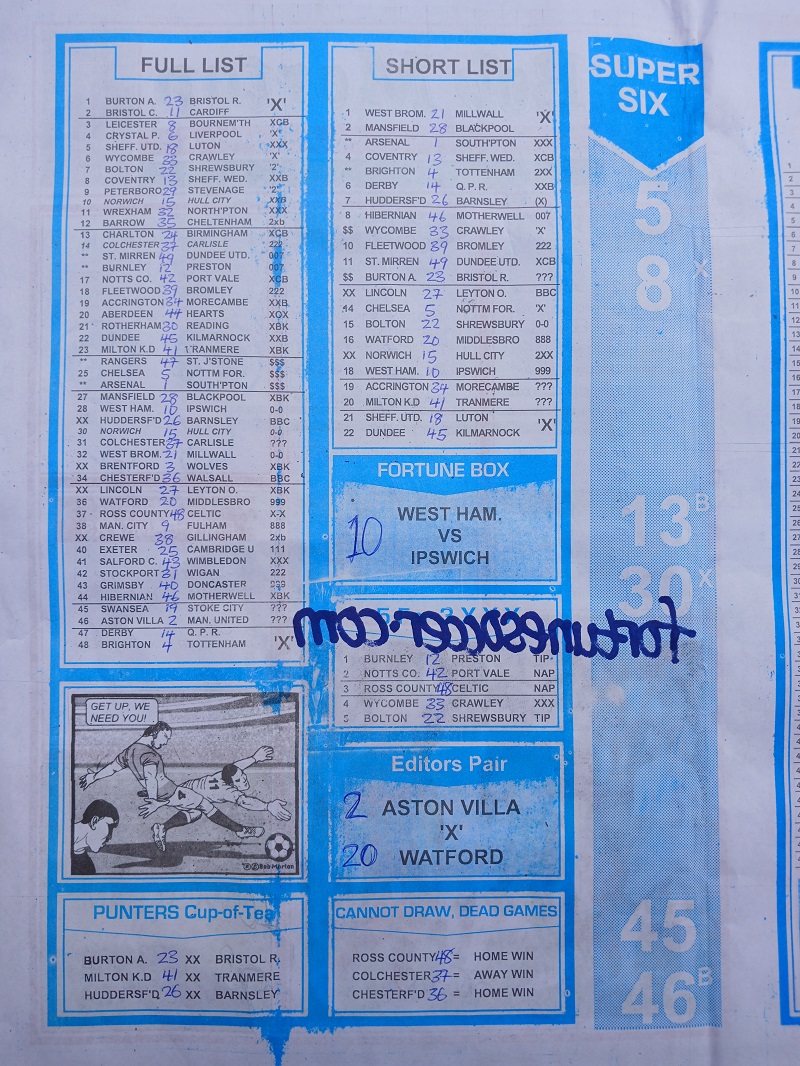 FULL LIST
1 BURTON A. 23 BRISTOL R. 'X'
2 BRISTOL C. 11 CARDIFF
3 LEICESTER 8 BOURNEM'TH XCB
4 CRYSTAL P. 6 LIVERPOOL 'X'
5 SHEFF. UTD. 18 LUTON XXX
6 WYCOMBE 33 CRAWLEY 'X'
7 BOLTON 22 SHREWSBURY '2'
8 COVENTRY 13 SHEFF. WED. XXB
9 PETERBORO 29 STEVENAGE '2'
10 NORWICH 15 HULL CITY XXB
11 WREXHAM 32 NORTH'PTON XXX
12 BARROW 35 CHELTENHAM 2xb
13 CHARLTON 24 BIRMINGHAM XCB
14 COLCHESTER 37 CARLISLE 222
** ST. MIRREN 49 DUNDEE UTD. 007
** BURNLEY 12 PRESTON 007
17 NOTTS CO. 42 PORT VALE XCB
18 FLEETWOOD 39 BROMLEY 222
19 ACCRINGTON 34 MORECAMBE XXB
20 ABERDEEN 44 HEARTS XOX
21 ROTHERHAM 30 READING XBK
22 DUNDEE 45 KILMARNOCK XXB
23 MILTON K.D 41 TRANMERE XBK
** RANGERS 47 ST. J'STONE $$$
25 CHELSEA 5 NOTTM FOR. $$$
** ARSENAL 1 SOUTH'PTON $$$
27 MANSFIELD 28 BLACKPOOL XBK
28 WEST HAM. 10 IPSWICH 0-0
XX HUDDERSF'D 26 BARNSLEY BBC
30 NORWICH 15 HULL CITY 0-0
31 COLCHESTER 37 CARLISLE ???
32 WEST BROM. 21 MILLWALL 0-0
XX BRENTFORD 3 WOLVES XBK
34 CHESTERF'D 36 WALSALL BBC
XX LINCOLN 27 LEYTON O. XBK
36 WATFORD 20 MIDDLESBRO 999
37 ROSS COUNTY 48 CELTIC X-X
38 MAN. CITY 9 FULHAM 888
XX CREWE 38 GILLINGHAM 2xb
40 EXETER 25 CAMBRIDGE U 111
41 SALFORD C. 43 WIMBLEDON XXX
42 STOCKPORT 31 WIGAN 222
43 GRIMSBY 40 DONCASTER 999
44 HIBERNIAN 46 MOTHERWELL XBK
45 SWANSEA 19 STOKE CITY ???
46 ASTON VILLA 2 MAN. UNITED ???
47 DERBY 14 Q. P. R. 'X'
48 BRIGHTON 4 TOTTENHAM
GET UP, WE
NEED YOU!
11
4
PUNTERS Cup-of-Tea
BURTON A. 23 XX BRISTOL R.
MILTON K.D 41 XX TRANMERE
HUDDERSF'D 26 XX BARNSLEY
SHORT LIST
1 WEST BROM. 21 MILLWALL 'X'
2 MANSFIELD 28 BLACKPOOL
** ARSENAL 1 SOUTH'PTON XXX
4 COVENTRY 13 SHEFF. WED. XCB
** BRIGHTON 4 TOTTENHAM 2XX
6 DERBY 14 Q. P. R. XXB
7 HUDDERSF'D 26 BARNSLEY (X)
8 HIBERNIAN 46 MOTHERWELL 007
$$ WYCOMBE 33 CRAWLEY 'X'
10 FLEETWOOD 39 BROMLEY 222
11 ST. MIRREN 49 DUNDEE UTD. XCB
$$ BURTON A. 23 BRISTOL R. ???
XX LINCOLN 27 LEYTON O. BBC
14 CHELSEA 5 NOTTM FOR. 'X'
15 BOLTON 22 SHREWSBURY 0-0
16 WATFORD 20 MIDDLESBRO 888
XX NORWICH 15 HULL CITY 2XX
18 WEST HAM. 10 IPSWICH 999
19 ACCRINGTON 34 MORECAMBE ???
20 MILTON K.D 41 TRANMERE ???
21 SHEFF. UTD. 18 LUTON 'X'
22 DUNDEE 45 KILMARNOCK
FORTUNE BOX
10 WEST HAM.
VS
IPSWICH
fortunesoccer.com
1 BURNLEY 12 PRESTON TIP
2 NOTTS CO. 42 PORT VALE NAP
3 ROSS COUNTY 48 CELTIC NAP
4 WYCOMBE 33 CRAWLEY XXX
5 BOLTON 22 SHREWSBURY TIP
Editors Pair
2 ASTON VILLA
'X'
20 WATFORD
CANNOT DRAW, DEAD GAMES
ROSS COUNTY 48 = HOME WIN
COLCHESTER 37 = AWAY WIN
CHESTERF'D 36 = HOME WIN
SUPER
SIX
5
8 X
13 B
30 X
45
46 B